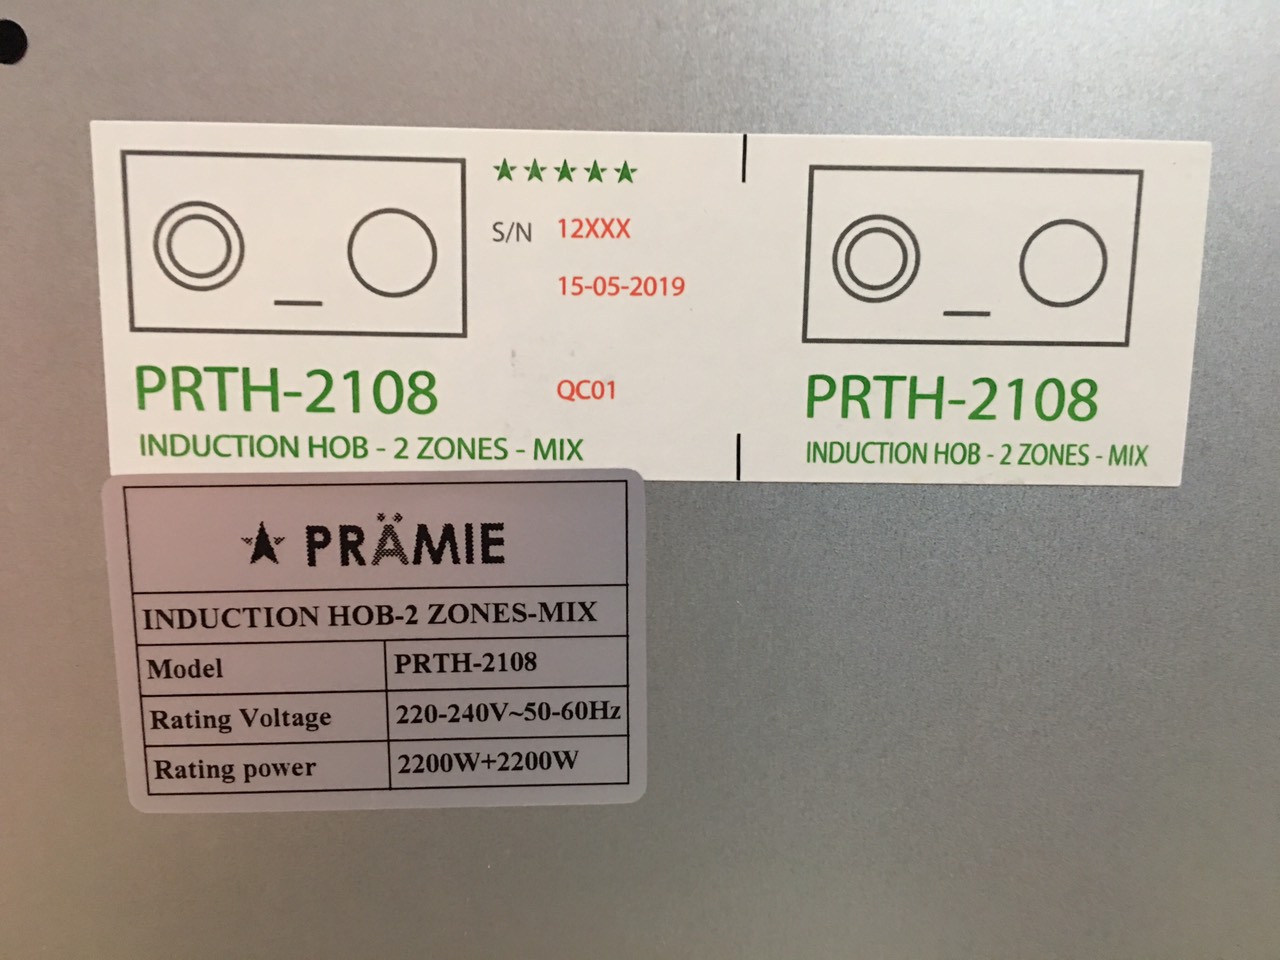 ★★★★★
S/N 12XXX
15-05-2019
PRTH-2108
QC01
INDUCTION HOB - 2 ZONES - MIX
PRTH-2108
INDUCTION HOB - 2 ZONES - MIX
★ PRÄMIE
INDUCTION HOB-2 ZONES-MIX
Model PRTH-2108
Rating Voltage 220-240V~50-60Hz
Rating power 2200W+2200W